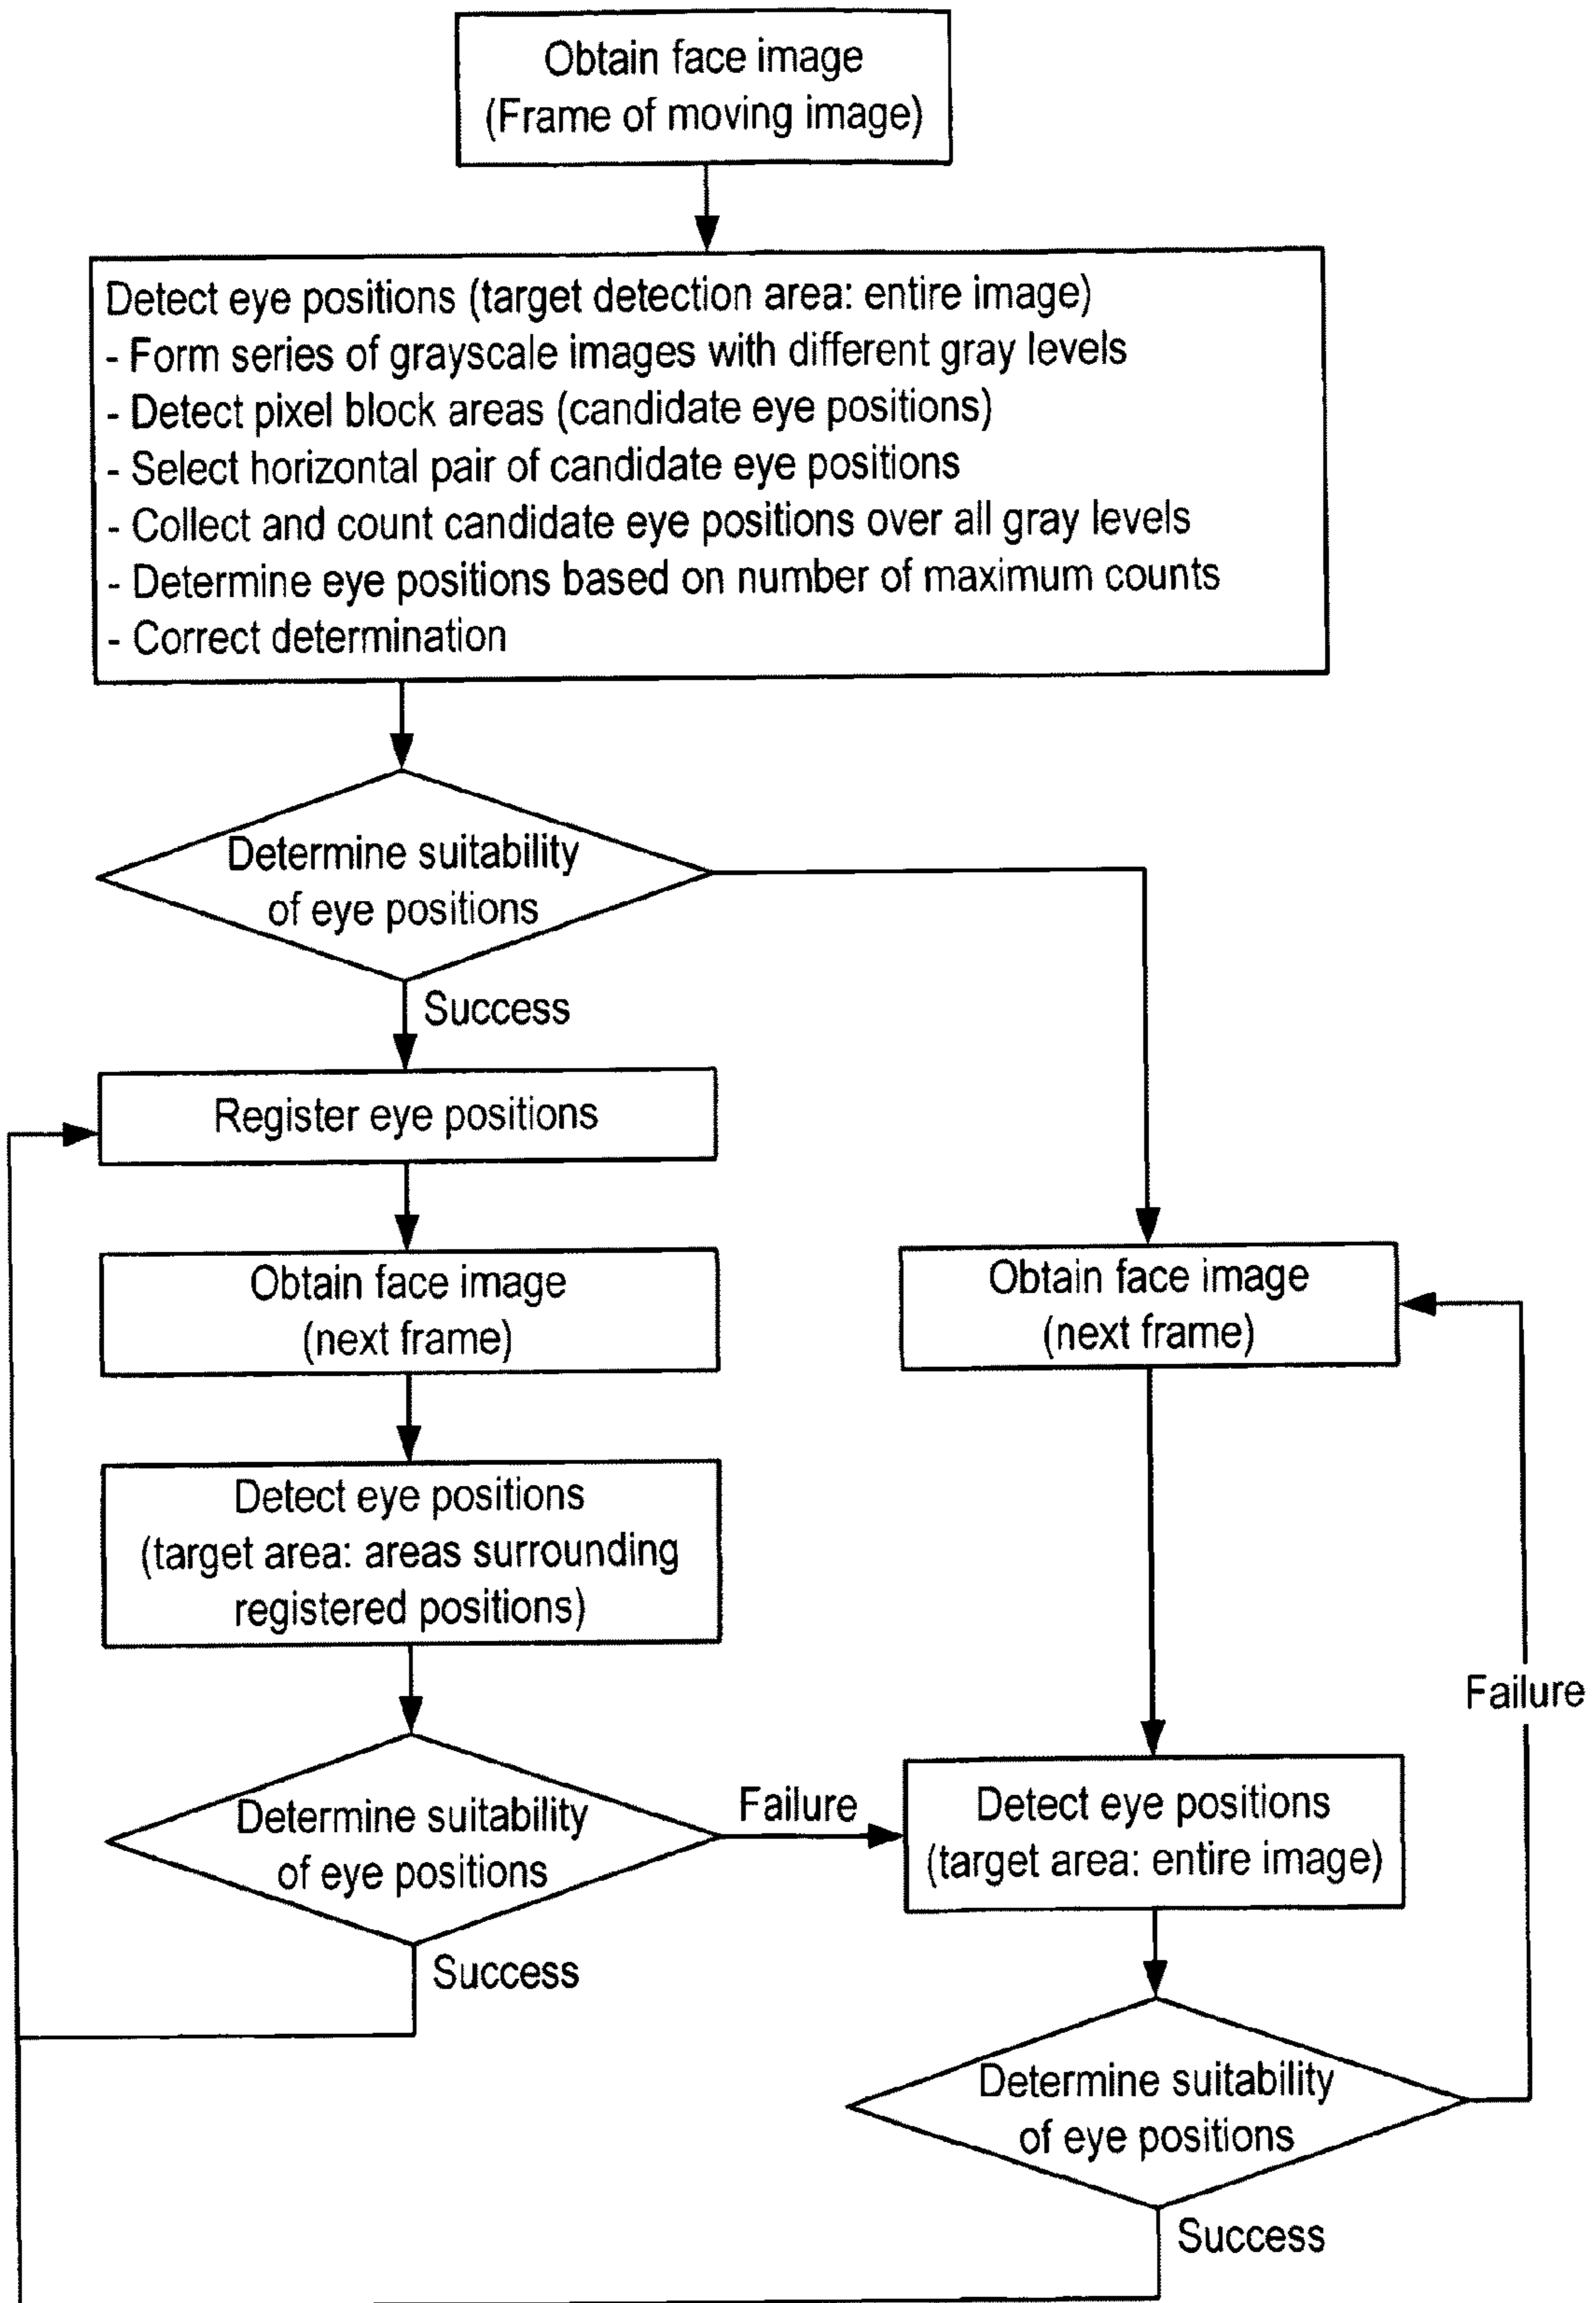 Obtain face image
(Frame of moving image)
Detect eye positions (target detection area: entire image)
- Form series of grayscale images with different gray levels
- Detect pixel block areas (candidate eye positions)
- Select horizontal pair of candidate eye positions
- Collect and count candidate eye positions over all gray levels
- Determine eye positions based on number of maximum counts
- Correct determination
Determine suitability
of eye positions
Success
Register eye positions
Obtain face image
(next frame)
Obtain face image
(next frame)
Detect eye positions
(target area: areas surrounding
registered positions)
Failure
Determine suitability
of eye positions
Failure
Detect eye positions
(target area: entire image)
Success
Determine suitability
of eye positions
Success